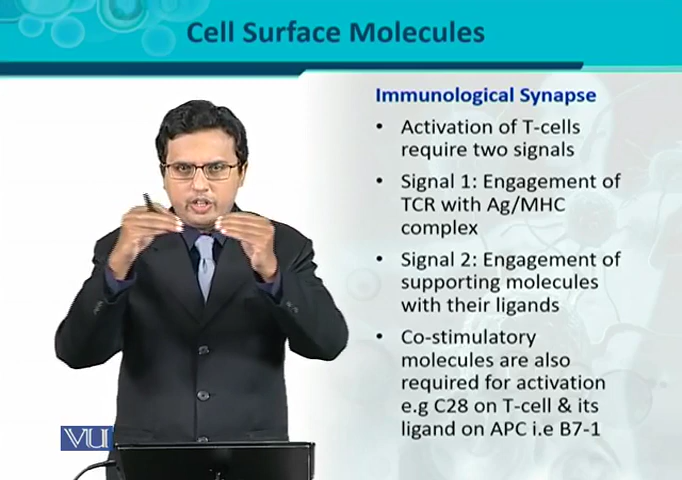 Cell Surface Molecules
Immunological Synapse
• Activation of T-cells
require two signals
• Signal 1: Engagement of
TCR with Ag/MHC
complex
• Signal 2: Engagement of
supporting molecules
with their ligands
• Co-stimulatory
molecules are also
required for activation
e.g C28 on T-cell & its
ligand on APC i.e B7-1
VU